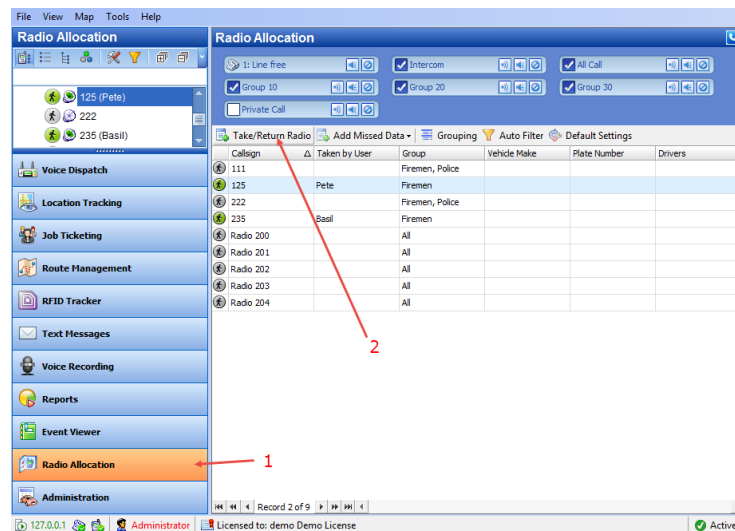 File View Map Tools Help
Radio Allocation
125 (Pete)
222
235 (Basil)
Voice Dispatch
Location Tracking
Job Ticketing
Route Management
RFID Tracker
Text Messages
Voice Recording
Reports
Event Viewer
Radio Allocation
Administration
Radio Allocation
1: Line free Intercom All Call
Group 10 Group 20 Group 30
Private Call
Take/Return Radio Add Missed Data Grouping Auto Filter Default Settings
Callsign Taken by User Group Vehicle Make Plate Number Drivers
111 Firemen, Police
125 Pete Firemen
222 Firemen, Police
235 Basil Firemen
Radio 200 All
Radio 201 All
Radio 202 All
Radio 203 All
Radio 204 All
2
1
Record 2 of 9
127.0.0.1 Administrator Licensed to: demo Demo License Active